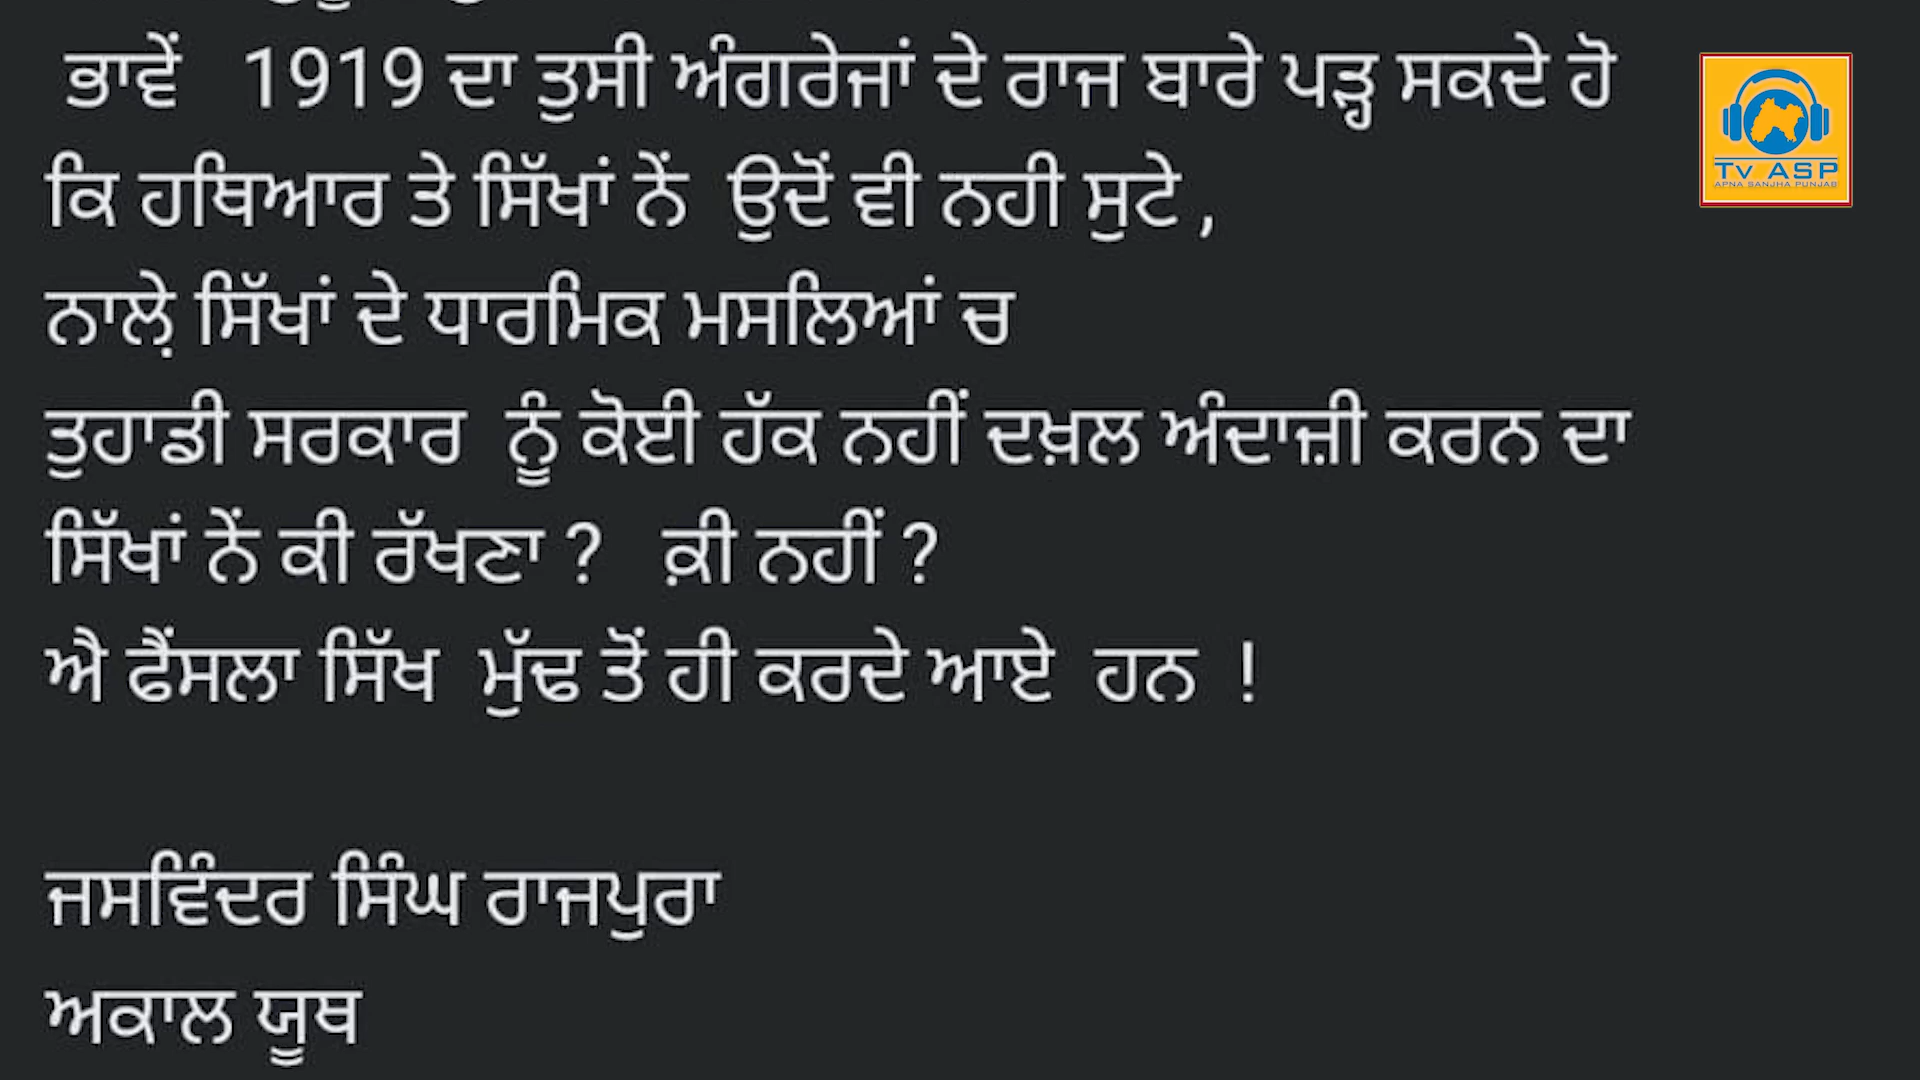 ਭਾਵੇਂ 1919 ਦਾ ਤੁਸੀ ਅੰਗਰੇਜਾਂ ਦੇ ਰਾਜ ਬਾਰੇ ਪੜ੍ਹ ਸਕਦੇ ਹੋ
ਕਿ ਹਥਿਆਰ ਤੇ ਸਿੱਖਾਂ ਨੇਂ ਉਦੋਂ ਵੀ ਨਹੀ ਸੁਟੇ ,
ਨਾਲ਼ੇ ਸਿੱਖਾਂ ਦੇ ਧਾਰਮਿਕ ਮਸਲਿਆਂ ਚ
ਤੁਹਾਡੀ ਸਰਕਾਰ ਨੂੰ ਕੋਈ ਹੱਕ ਨਹੀਂ ਦਖ਼ਲ ਅੰਦਾਜ਼ੀ ਕਰਨ ਦਾ
ਸਿੱਖਾਂ ਨੇਂ ਕੀ ਰੱਖਣਾ ? ਕ਼ੀ ਨਹੀਂ ?
ਐ ਫੈਂਸਲਾ ਸਿੱਖ ਮੁੱਢ ਤੋਂ ਹੀ ਕਰਦੇ ਆਏ ਹਨ !
ਜਸਵਿੰਦਰ ਸਿੰਘ ਰਾਜਪੁਰਾ
ਅਕਾਲ ਯੂਥ
Tv ASP
APNA SANJHA PUNJAB